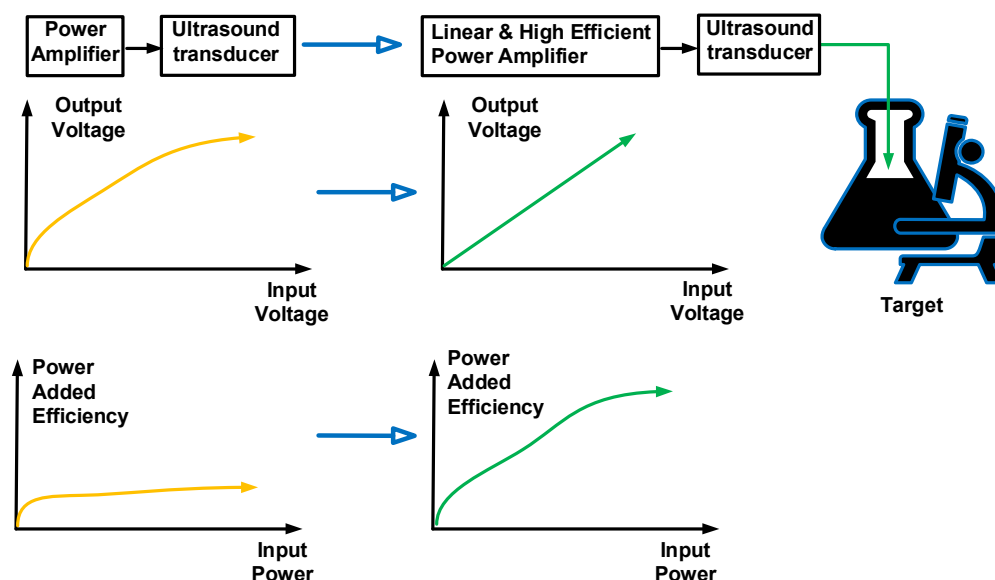 Power
Amplifier
Ultrasound
transducer
Linear & High Efficient
Power Amplifier
Ultrasound
transducer
Output
Voltage
Input
Voltage
Output
Voltage
Input
Voltage
Target
Power
Added
Efficiency
Input
Power
Power
Added
Efficiency
Input
Power